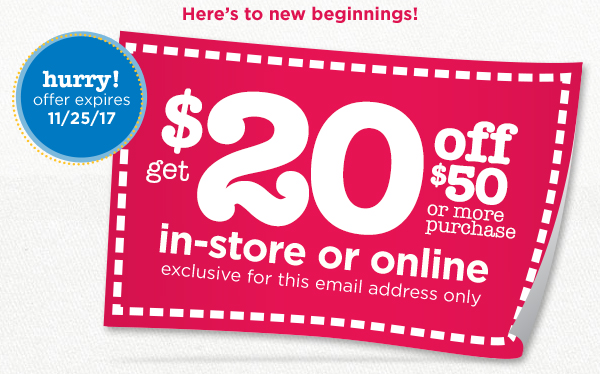 Here's to new beginnings!
hurry!
offer expires
11/25/17
get $20 off
$50
or more
purchase
in-store or online
exclusive for this email address only